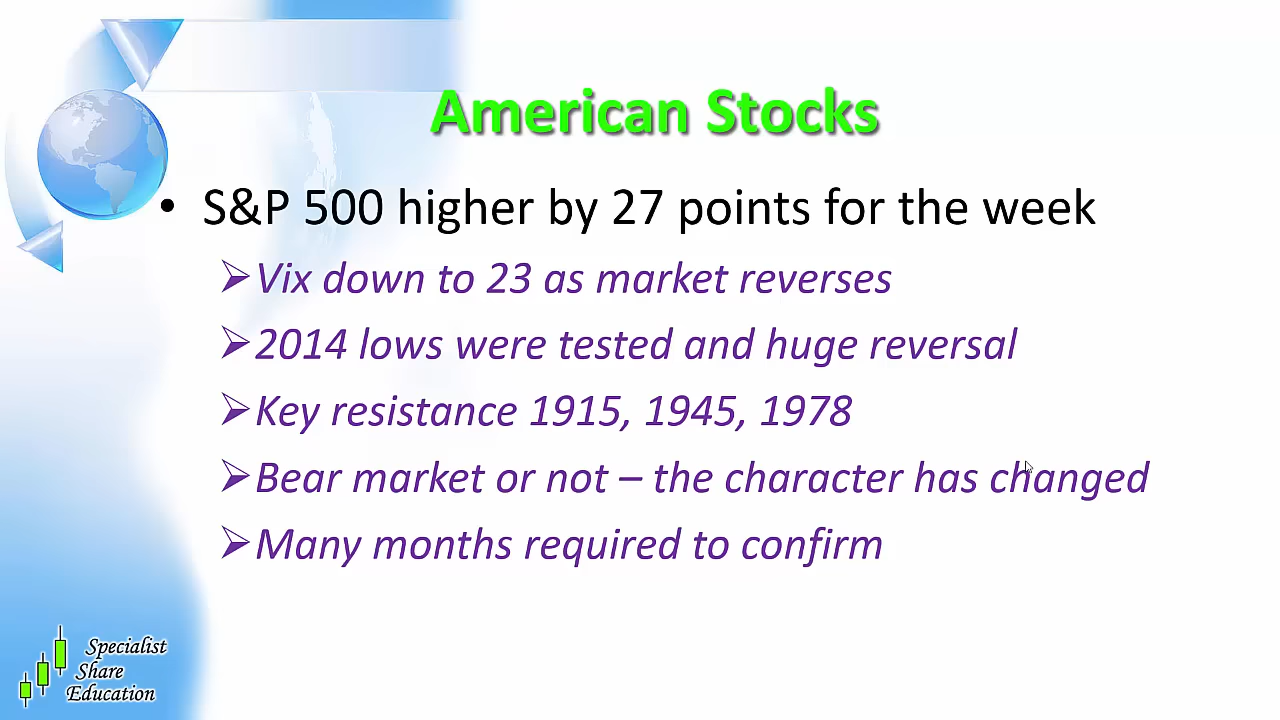 American Stocks
• S&P 500 higher by 27 points for the week
➢Vix down to 23 as market reverses
➢2014 lows were tested and huge reversal
➢Key resistance 1915, 1945, 1978
➢Bear market or not – the character has changed
➢Many months required to confirm
Specialist
Share
Education